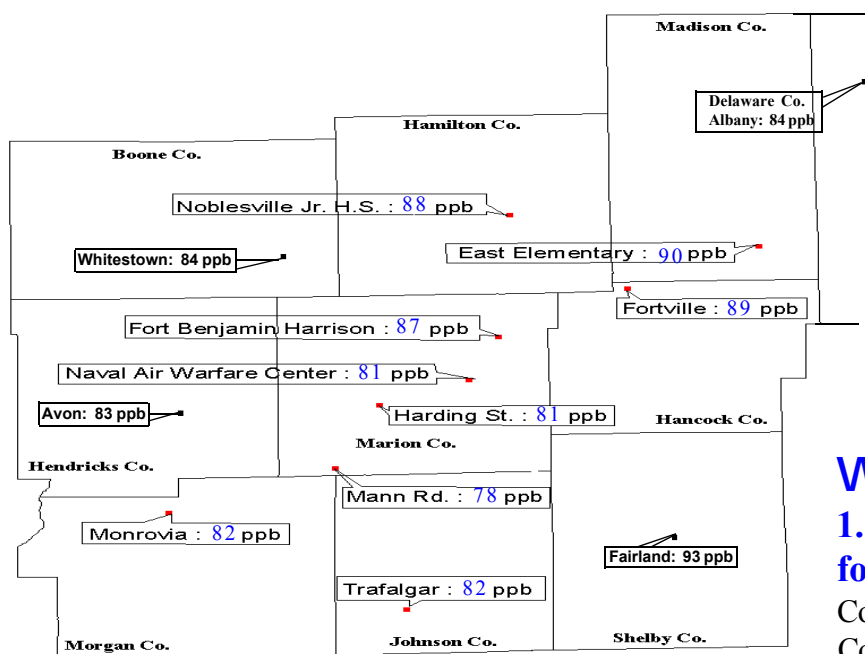 Madison Co.
Delaware Co.
Albany: 84 ppb
Hamilton Co.
Boone Co.
Noblesville Jr. H.S. : 88 ppb
East Elementary : 90 ppb
Whitestown: 84 ppb
Fortville : 89 ppb
Fort Benjamin Harrison : 87 ppb
Naval Air Warfare Center : 81 ppb
Avon: 83 ppb
Harding St. : 81 ppb
Hancock Co.
Marion Co.
Hendricks Co.
Mann Rd. : 78 ppb
Monrovia : 82 ppb
Fairland: 93 ppb
Trafalgar : 82 ppb
Morgan Co.
Johnson Co.
Shelby Co.
1.